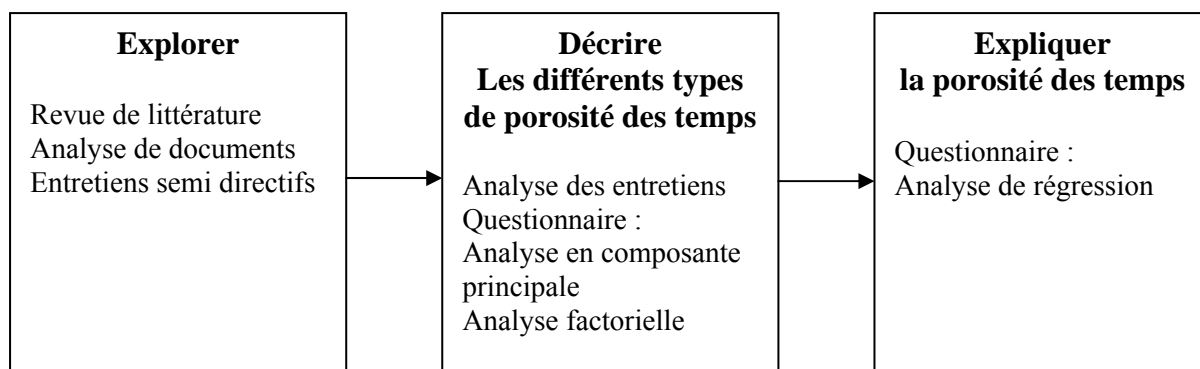 Explorer
Revue de littérature
Analyse de documents
Entretiens semi directifs
Décrire
Les différents types
de porosité des temps
Analyse des entretiens
Questionnaire :
Analyse en composante
principale
Analyse factorielle
Expliquer
la porosité des temps
Questionnaire :
Analyse de régression